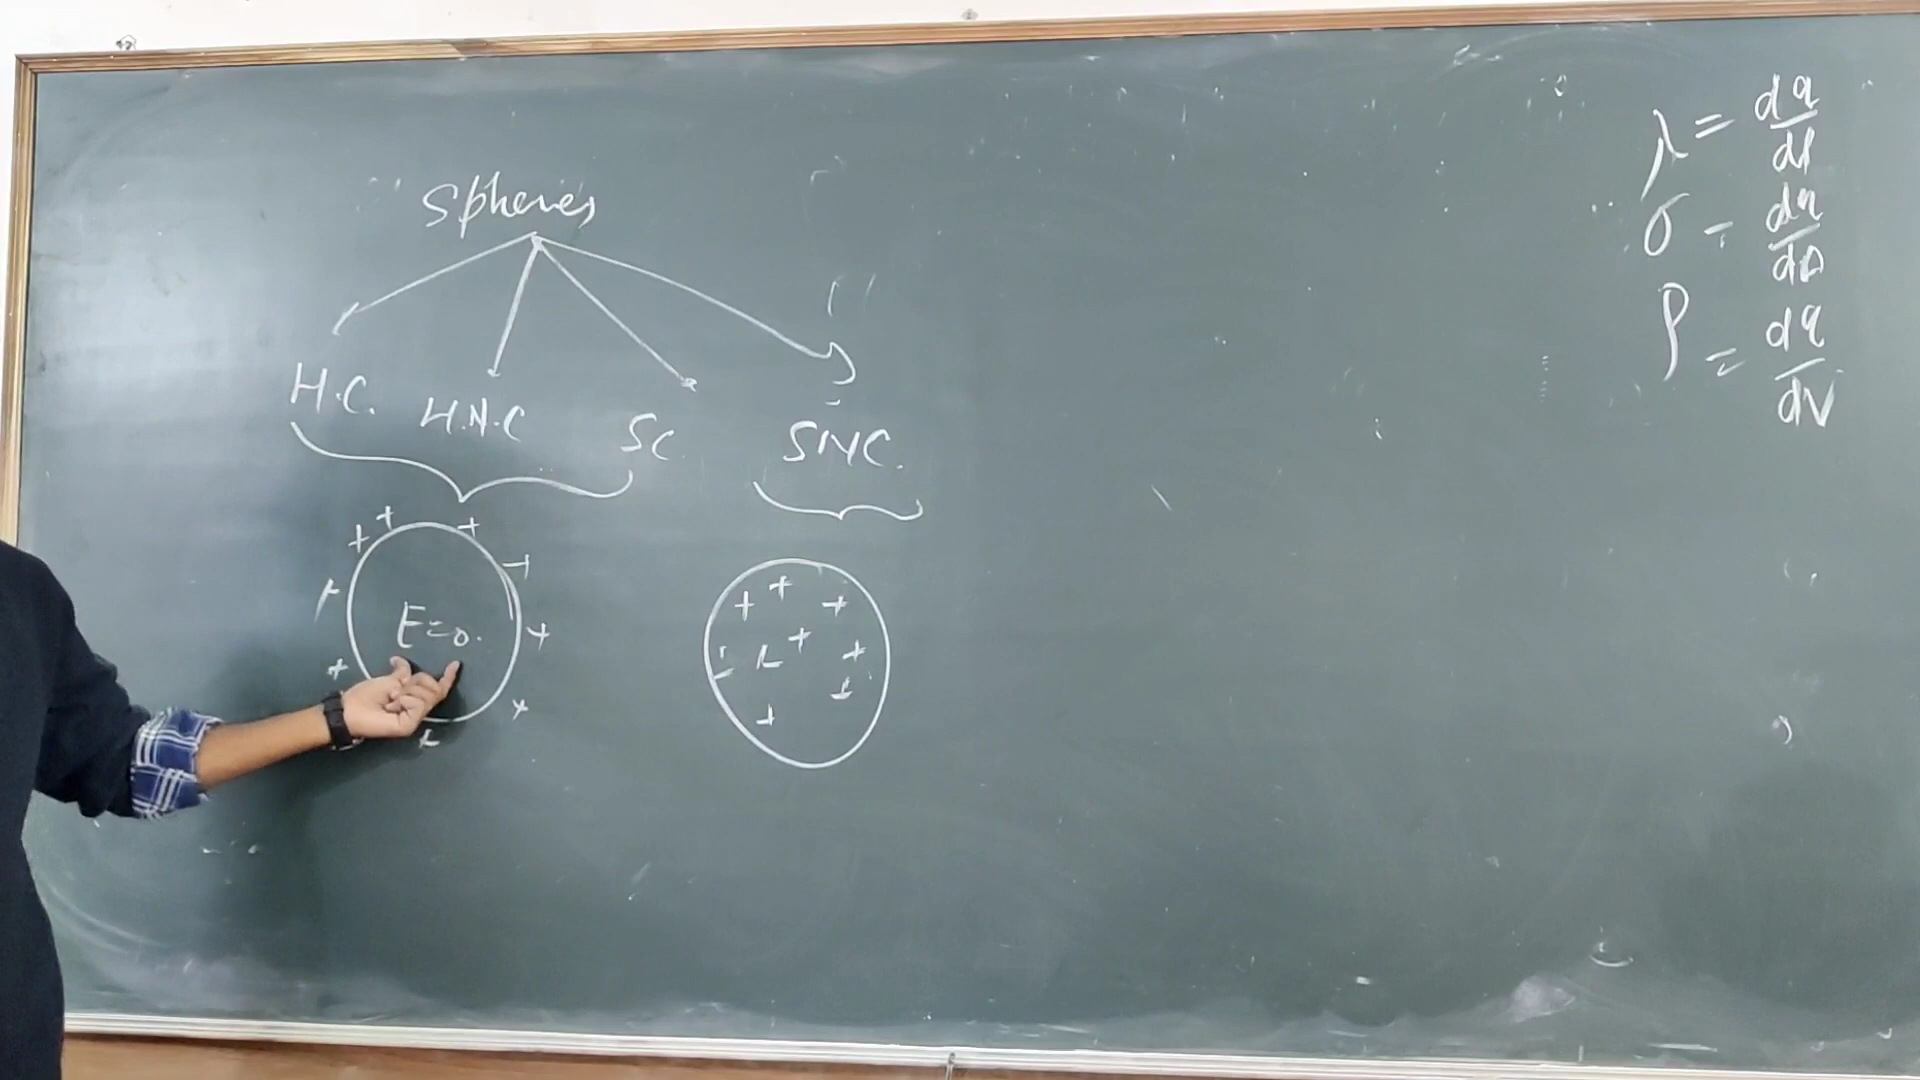 Spheres
H.C. H.N.C SC. SNC.
E=0.
λ = dq/dl
σ = dq/dA
ρ = dq/dV